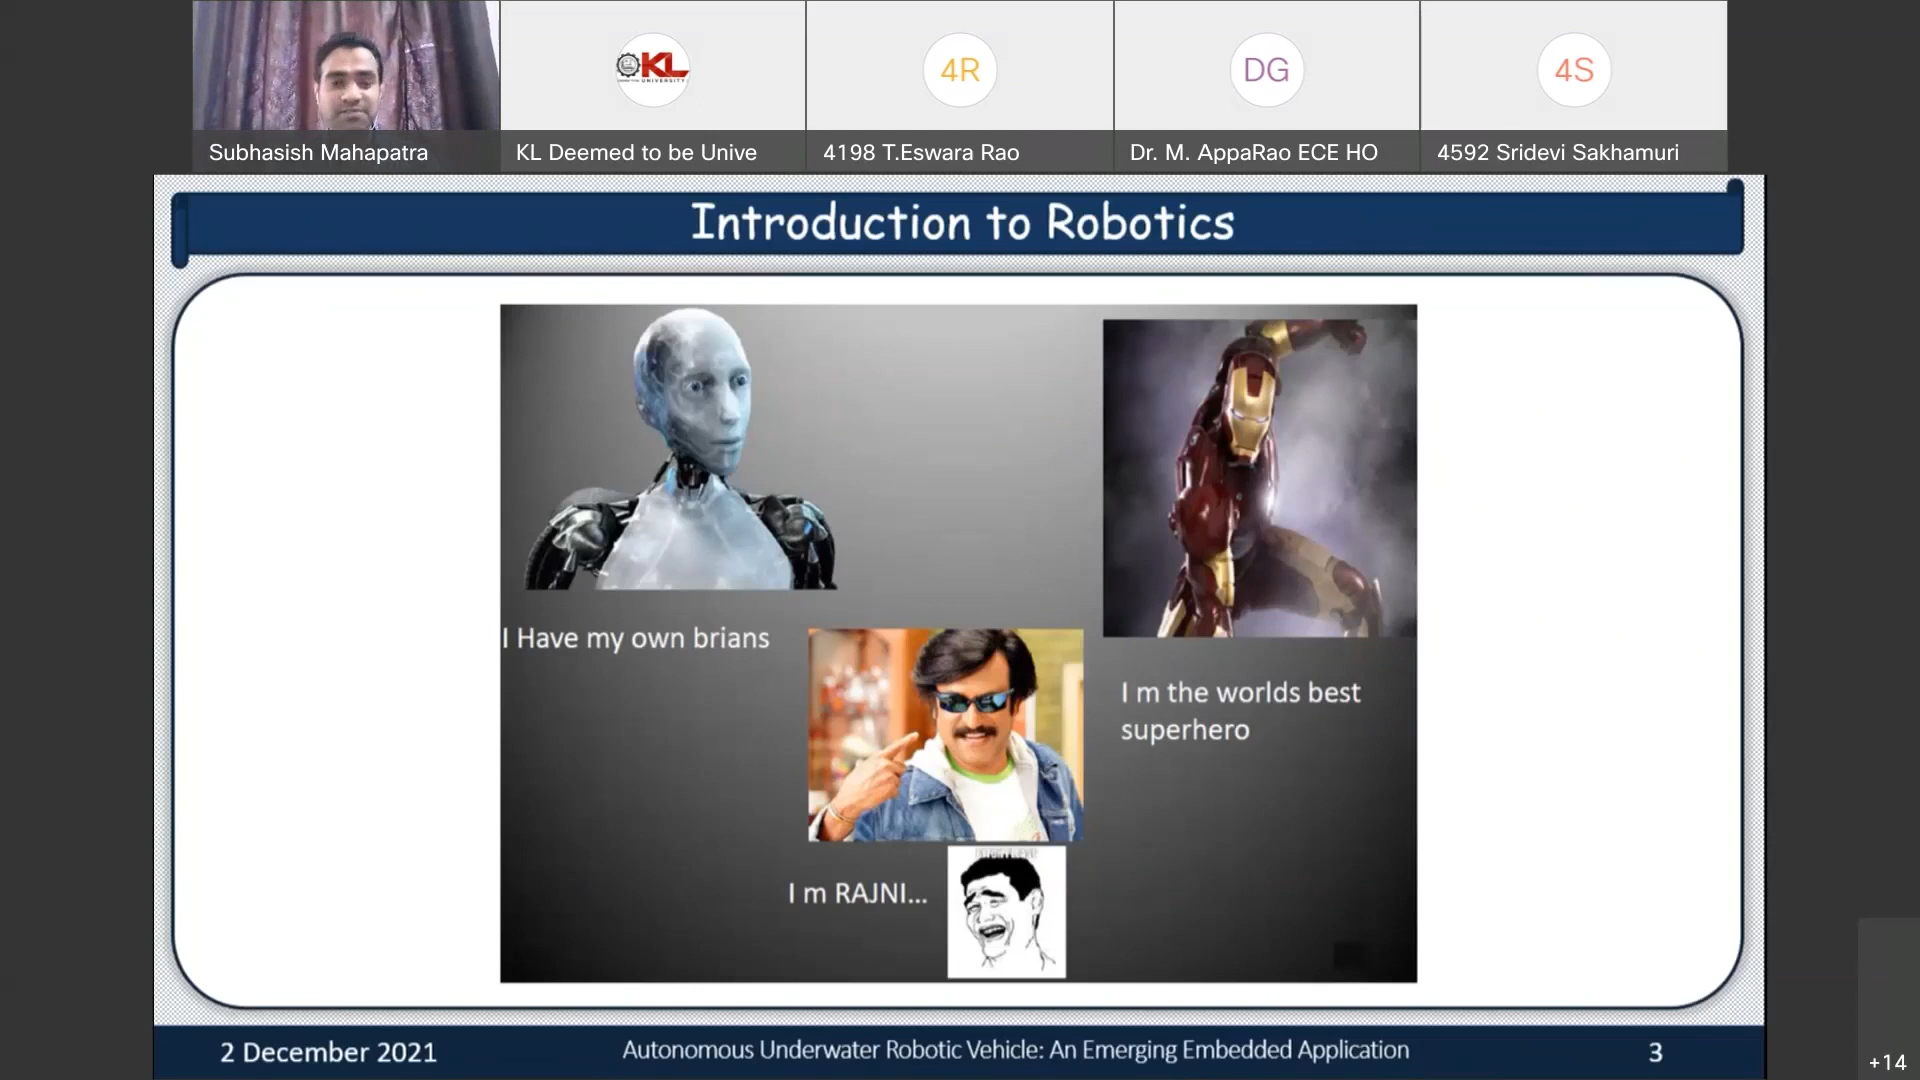 KL
UNIVERSITY
4R
DG
4S
Subhasish Mahapatra
KL Deemed to be Unive
4198 T.Eswara Rao
Dr. M. AppaRao ECE HO
4592 Sridevi Sakhamuri
Introduction to Robotics
I Have my own brians
I m the worlds best
superhero
I m RAJNI...
2 December 2021
Autonomous Underwater Robotic Vehicle: An Emerging Embedded Application
3
+14